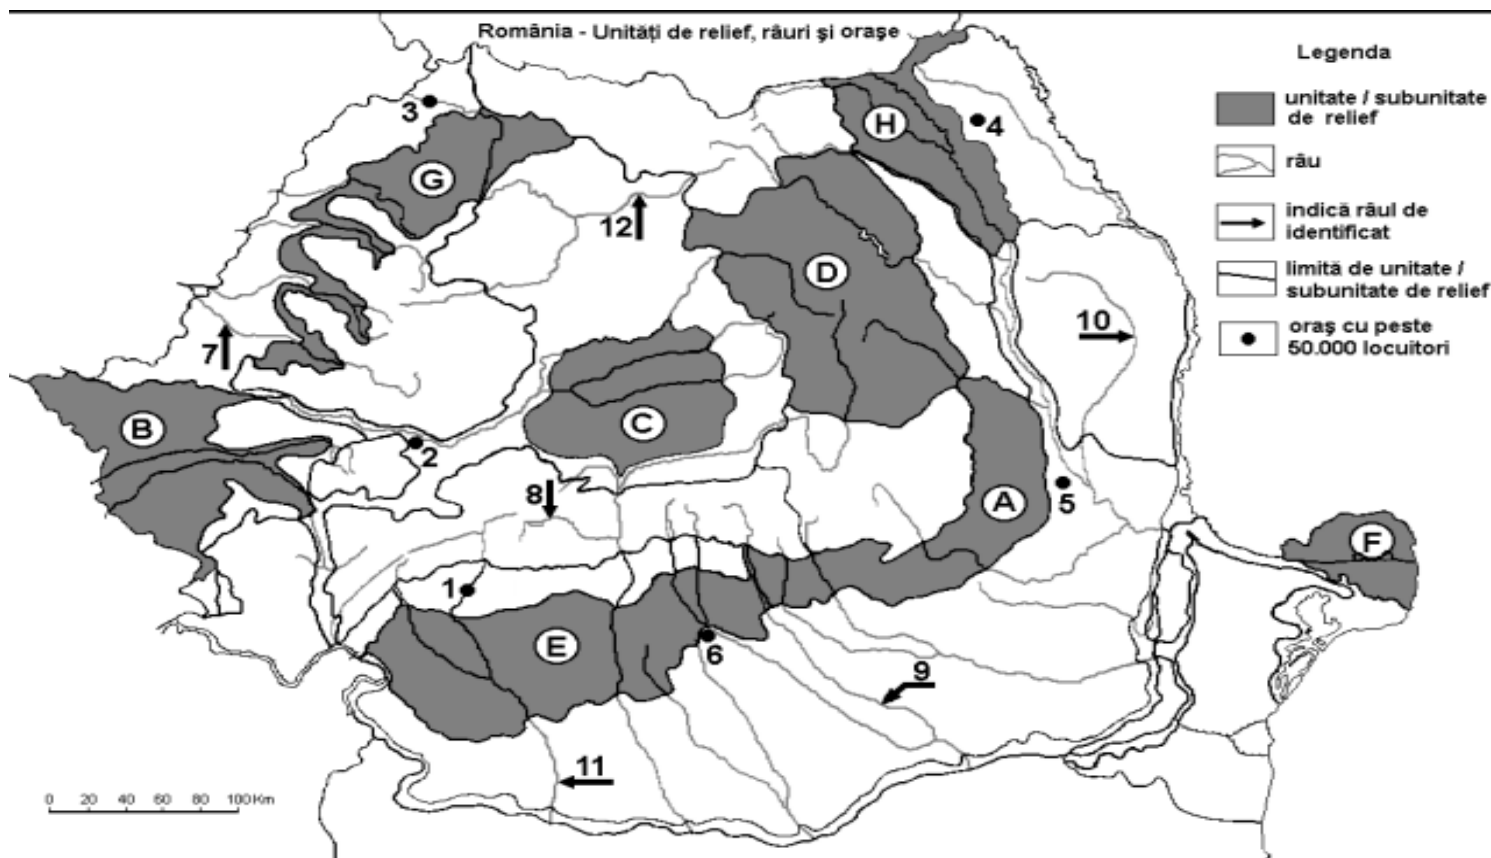 România - Unități de relief, râuri și orașe
Legenda
unitate / subunitate
de relief
râu
indică râul de
identificat
limită de unitate /
subunitate de relief
oraș cu peste
50.000 locuitori
3
H
4
G
12
D
10
7
B
C
2
8
A
5
F
1
E
6
9
11
0 20 40 60 80 100 Km